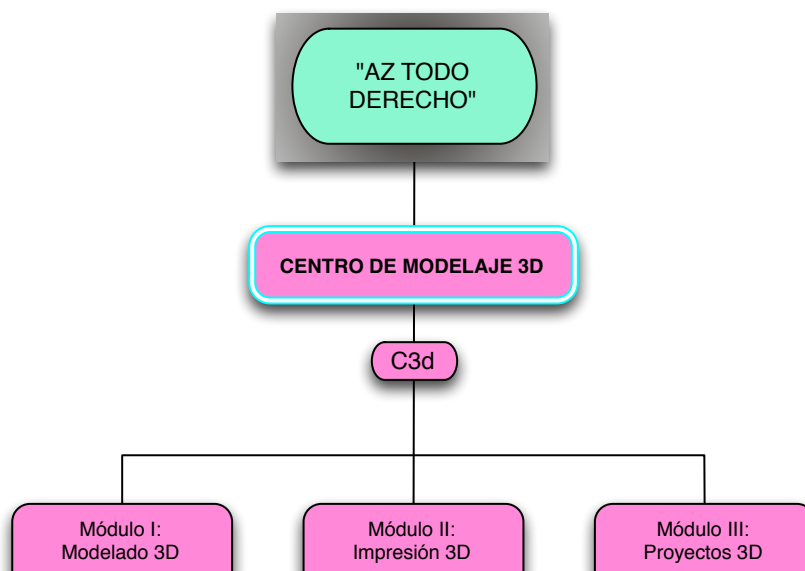 "AZ TODO
DERECHO"
CENTRO DE MODELAJE 3D
C3d
Módulo I:
Modelado 3D
Módulo II:
Impresión 3D
Módulo III:
Proyectos 3D